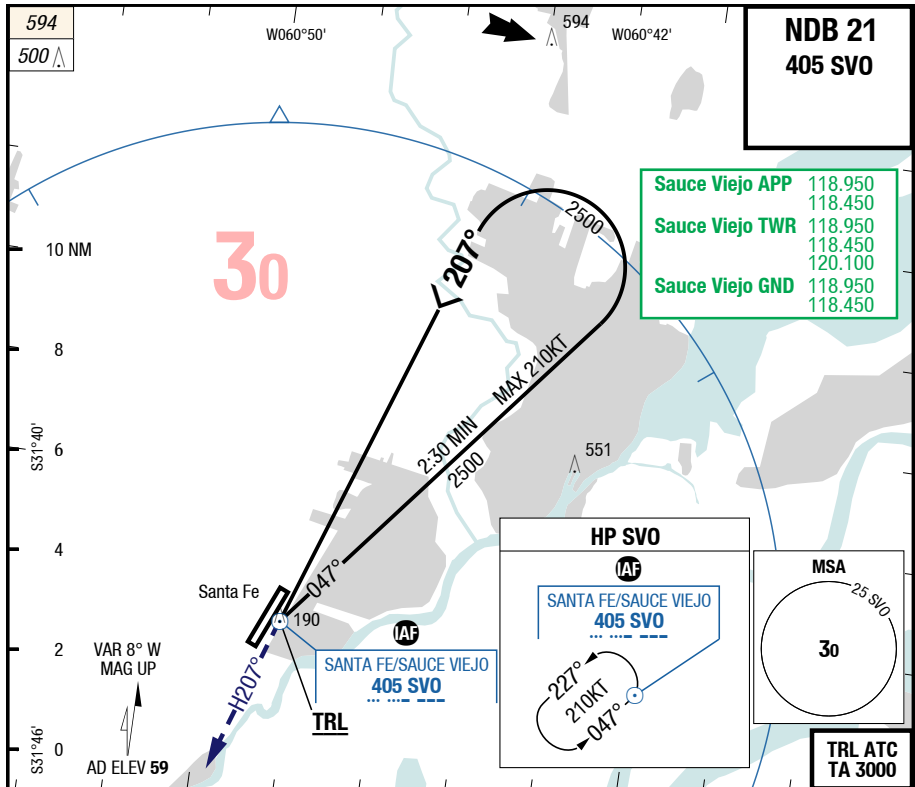 594
500
W060°50'
594
W060°42'
NDB 21
405 SVO
Sauce Viejo APP 118.950
118.450
Sauce Viejo TWR 118.950
118.450
120.100
Sauce Viejo GND 118.950
118.450
30
207°
2500
10 NM
8
6
4
2
0
S31°40'
S31°46'
MAX 210KT
2:30 MIN
2500
551
047°
Santa Fe
190
IAF
SANTA FE/SAUCE VIEJO
405 SVO
TRL
H207°
VAR 8° W
MAG UP
AD ELEV 59
HP SVO
IAF
SANTA FE/SAUCE VIEJO
405 SVO
227°
210KT
047°
MSA
25 SVO
30
TRL ATC
TA 3000